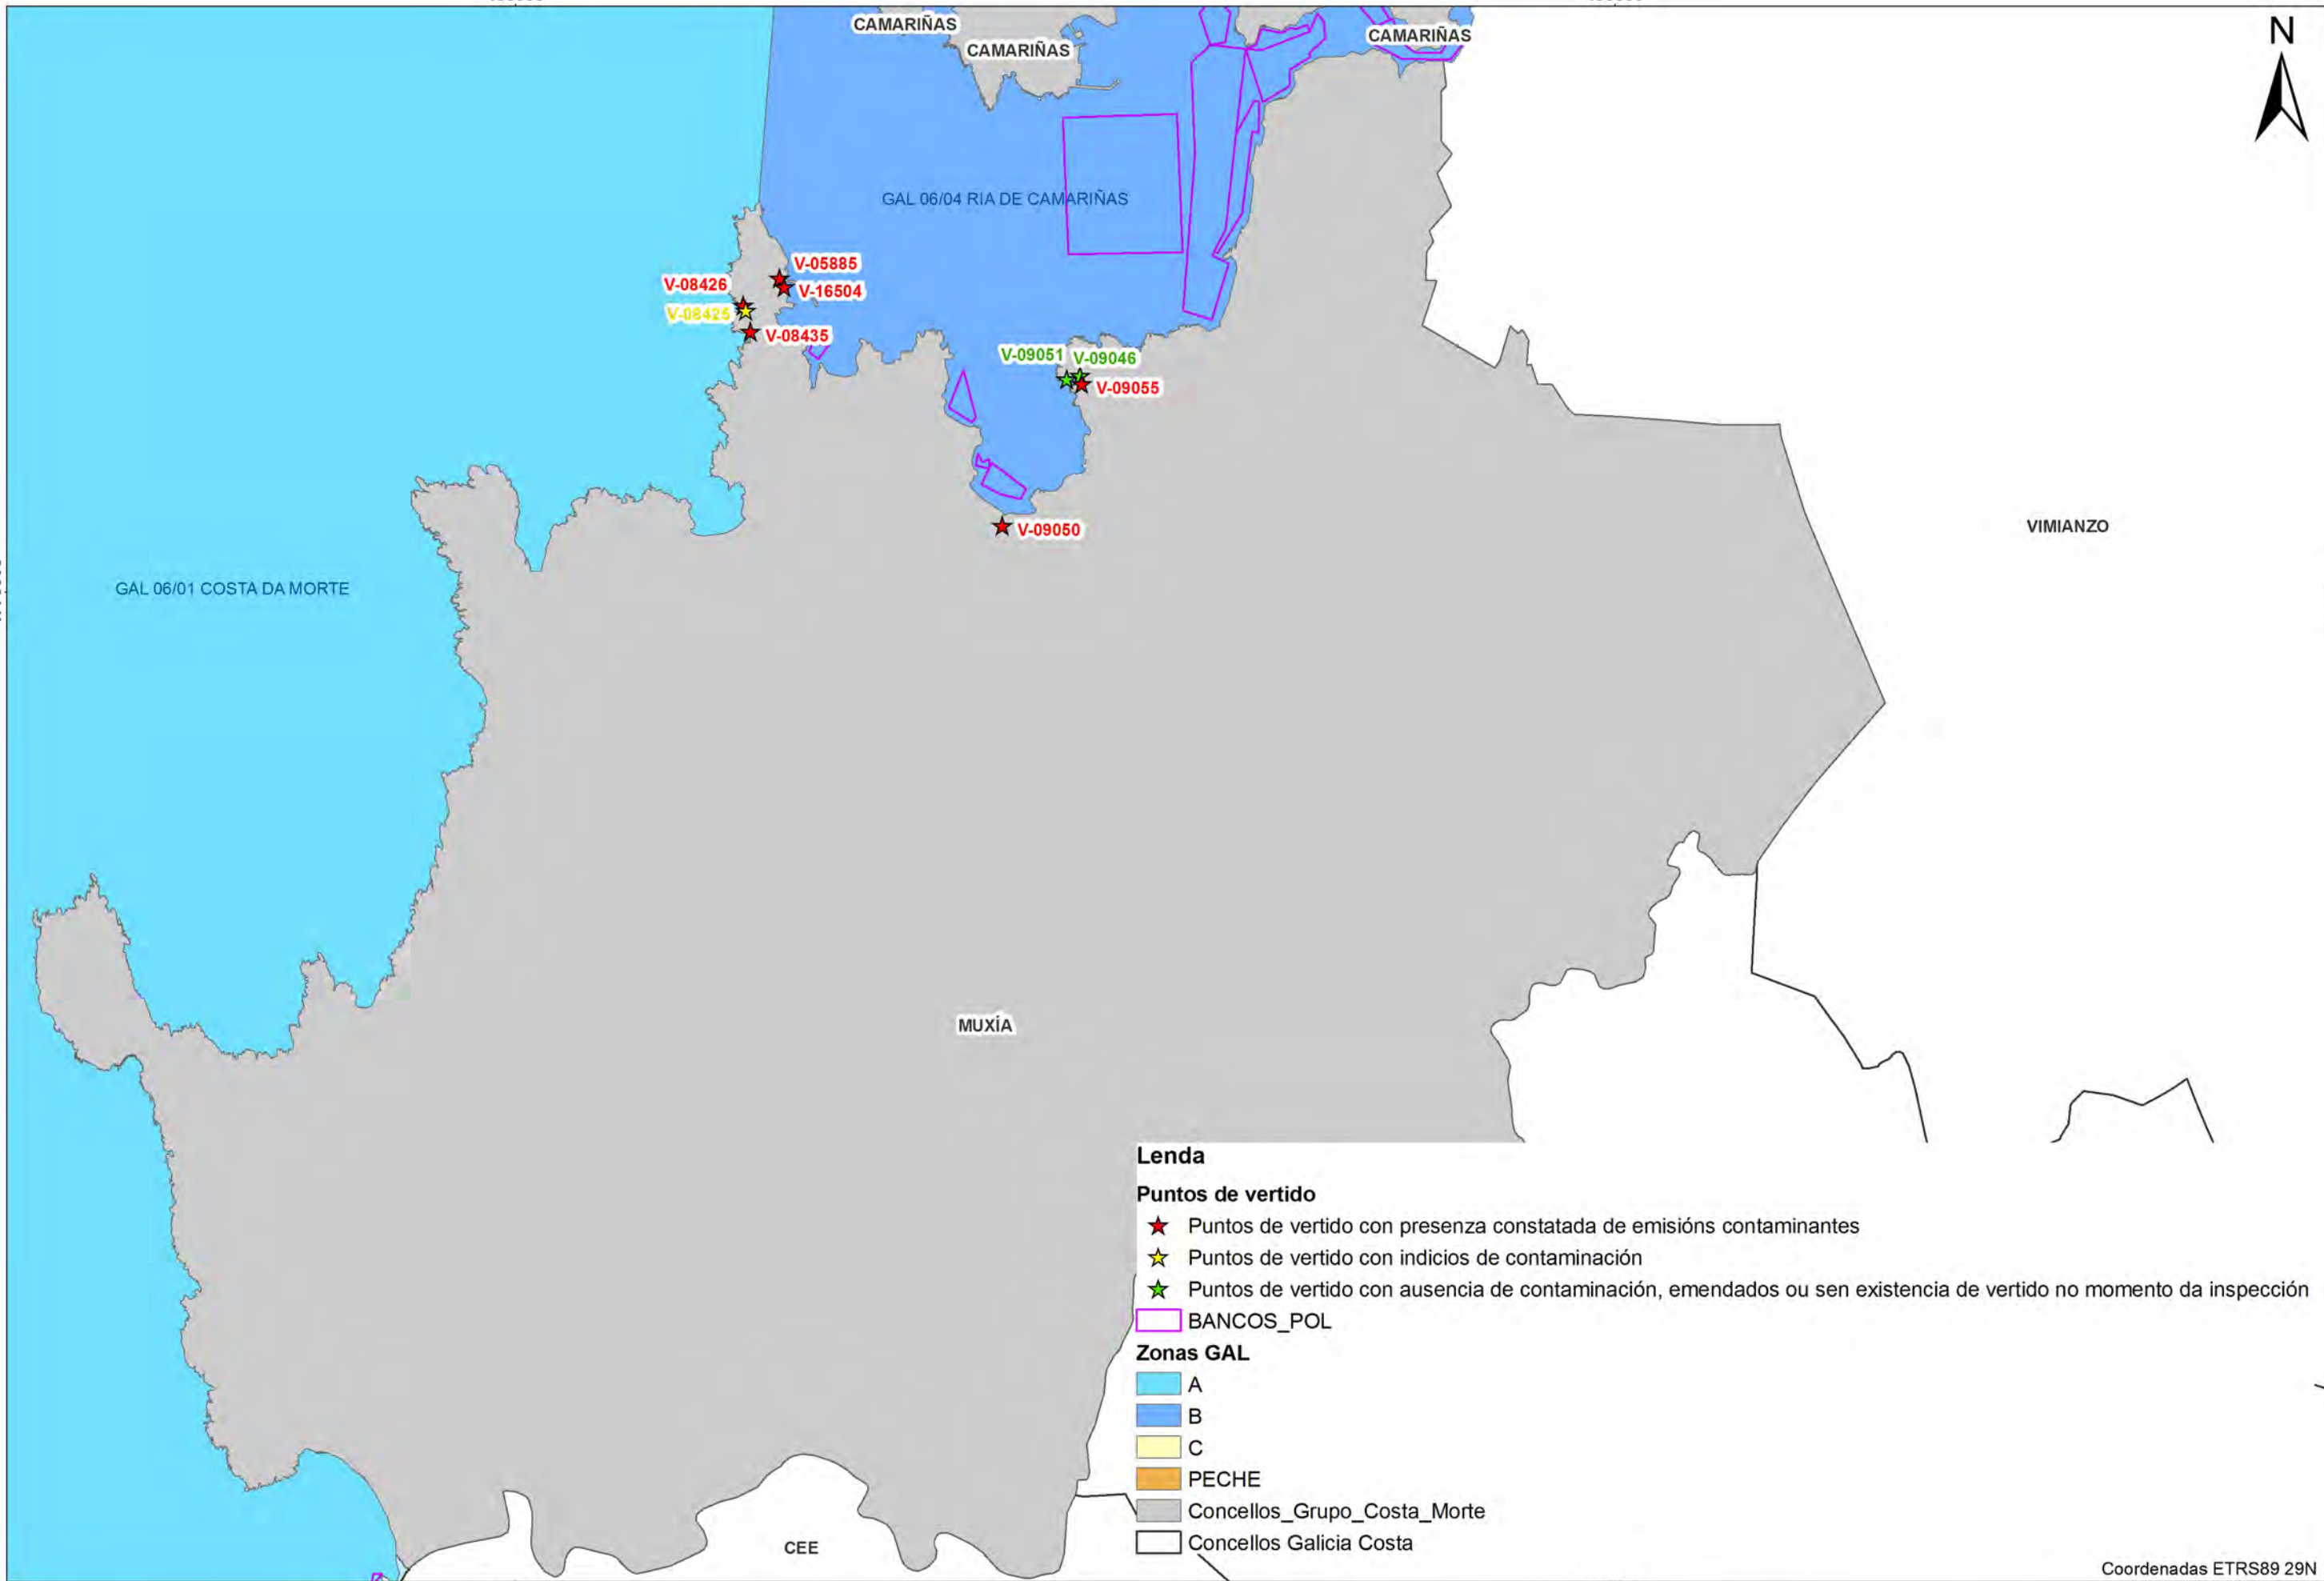 CAMARIÑAS
CAMARIÑAS
CAMARIÑAS
N
GAL 06/04 RIA DE CAMARIÑAS
V-05885
V-08426
V-16504
V-08425
V-08435
V-09051 V-09046
V-09055
V-09050
VIMIANZO
GAL 06/01 COSTA DA MORTE
MUXÍA
Lenda
Puntos de vertido
Puntos de vertido con presenza constatada de emisións contaminantes
Puntos de vertido con indicios de contaminación
Puntos de vertido con ausencia de contaminación, emendados ou sen existencia de vertido no momento da inspección
BANCOS_POL
Zonas GAL
A
B
C
PECHE
Concellos_Grupo_Costa_Morte
Concellos Galicia Costa
CEE
Coordenadas ETRS89 29N